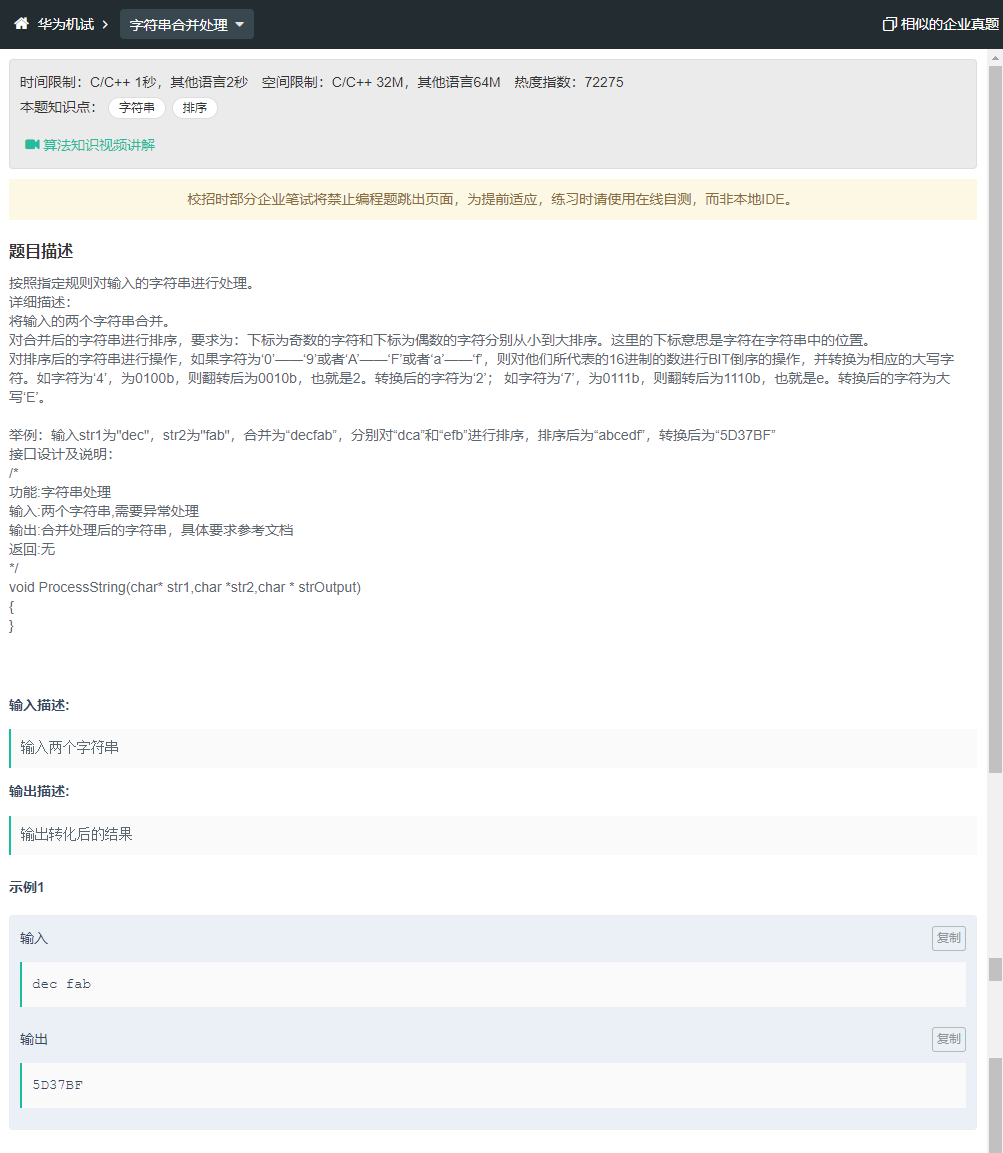 华为机试
字符串合并处理
相似的企业真题
时间限制：C/C++ 1秒，其他语言2秒 空间限制：C/C++ 32M，其他语言64M 热度指数：72275
本题知识点： 字符串 排序
算法知识视频讲解
校招时部分企业笔试将禁止编程题跳出页面，为提前适应，练习时请使用在线自测，而非本地IDE。
题目描述
按照指定规则对输入的字符串进行处理。
详细描述：
将输入的两个字符串合并。
对合并后的字符串进行排序，要求为：下标为奇数的字符和下标为偶数的字符分别从小到大排序。这里的下标意思是字符在字符串中的位置。
对排序后的字符串进行操作，如果字符为‘0’——‘9’或者‘A’——‘F’或者‘a’——‘f’，则对他们所代表的16进制的数进行BIT倒序的操作，并转换为相应的大写字
符。如字符为‘4’，为0100b，则翻转后为0010b，也就是2。转换后的字符为‘2’； 如字符为‘7’，为0111b，则翻转后为1110b，也就是e。转换后的字符为大
写‘E’。
举例：输入str1为"dec"，str2为"fab"，合并为“decfab”，分别对“dca”和“efb”进行排序，排序后为“abcedf”，转换后为“5D37BF”
接口设计及说明：
/*
功能:字符串处理
输入:两个字符串,需要异常处理
输出:合并处理后的字符串，具体要求参考文档
返回:无
*/
void ProcessString(char* str1,char *str2,char * strOutput)
{
}
输入描述:
输入两个字符串
输出描述:
输出转化后的结果
示例1
输入
复制
dec fab
输出
复制
5D37BF